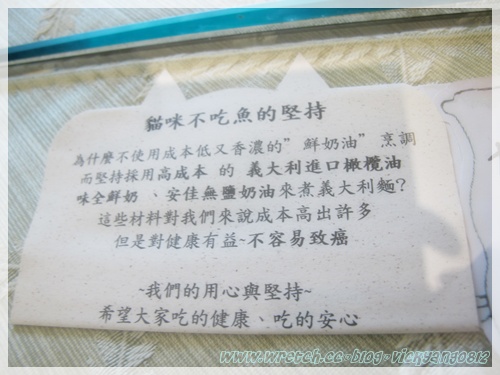 貓咪不吃魚的堅持
為什麼不使用成本低又香濃的”鮮奶油”烹調
而堅持採用高成本 的 義大利進口橄欖油
味全鮮奶 、安佳無鹽奶油來煮義大利麵?
這些材料對我們來說成本高出許多
但是對健康有益~不容易致癌
~我們的用心與堅持~
希望大家吃的健康、吃的安心
www.wretch.cc/blog/vickyang0812